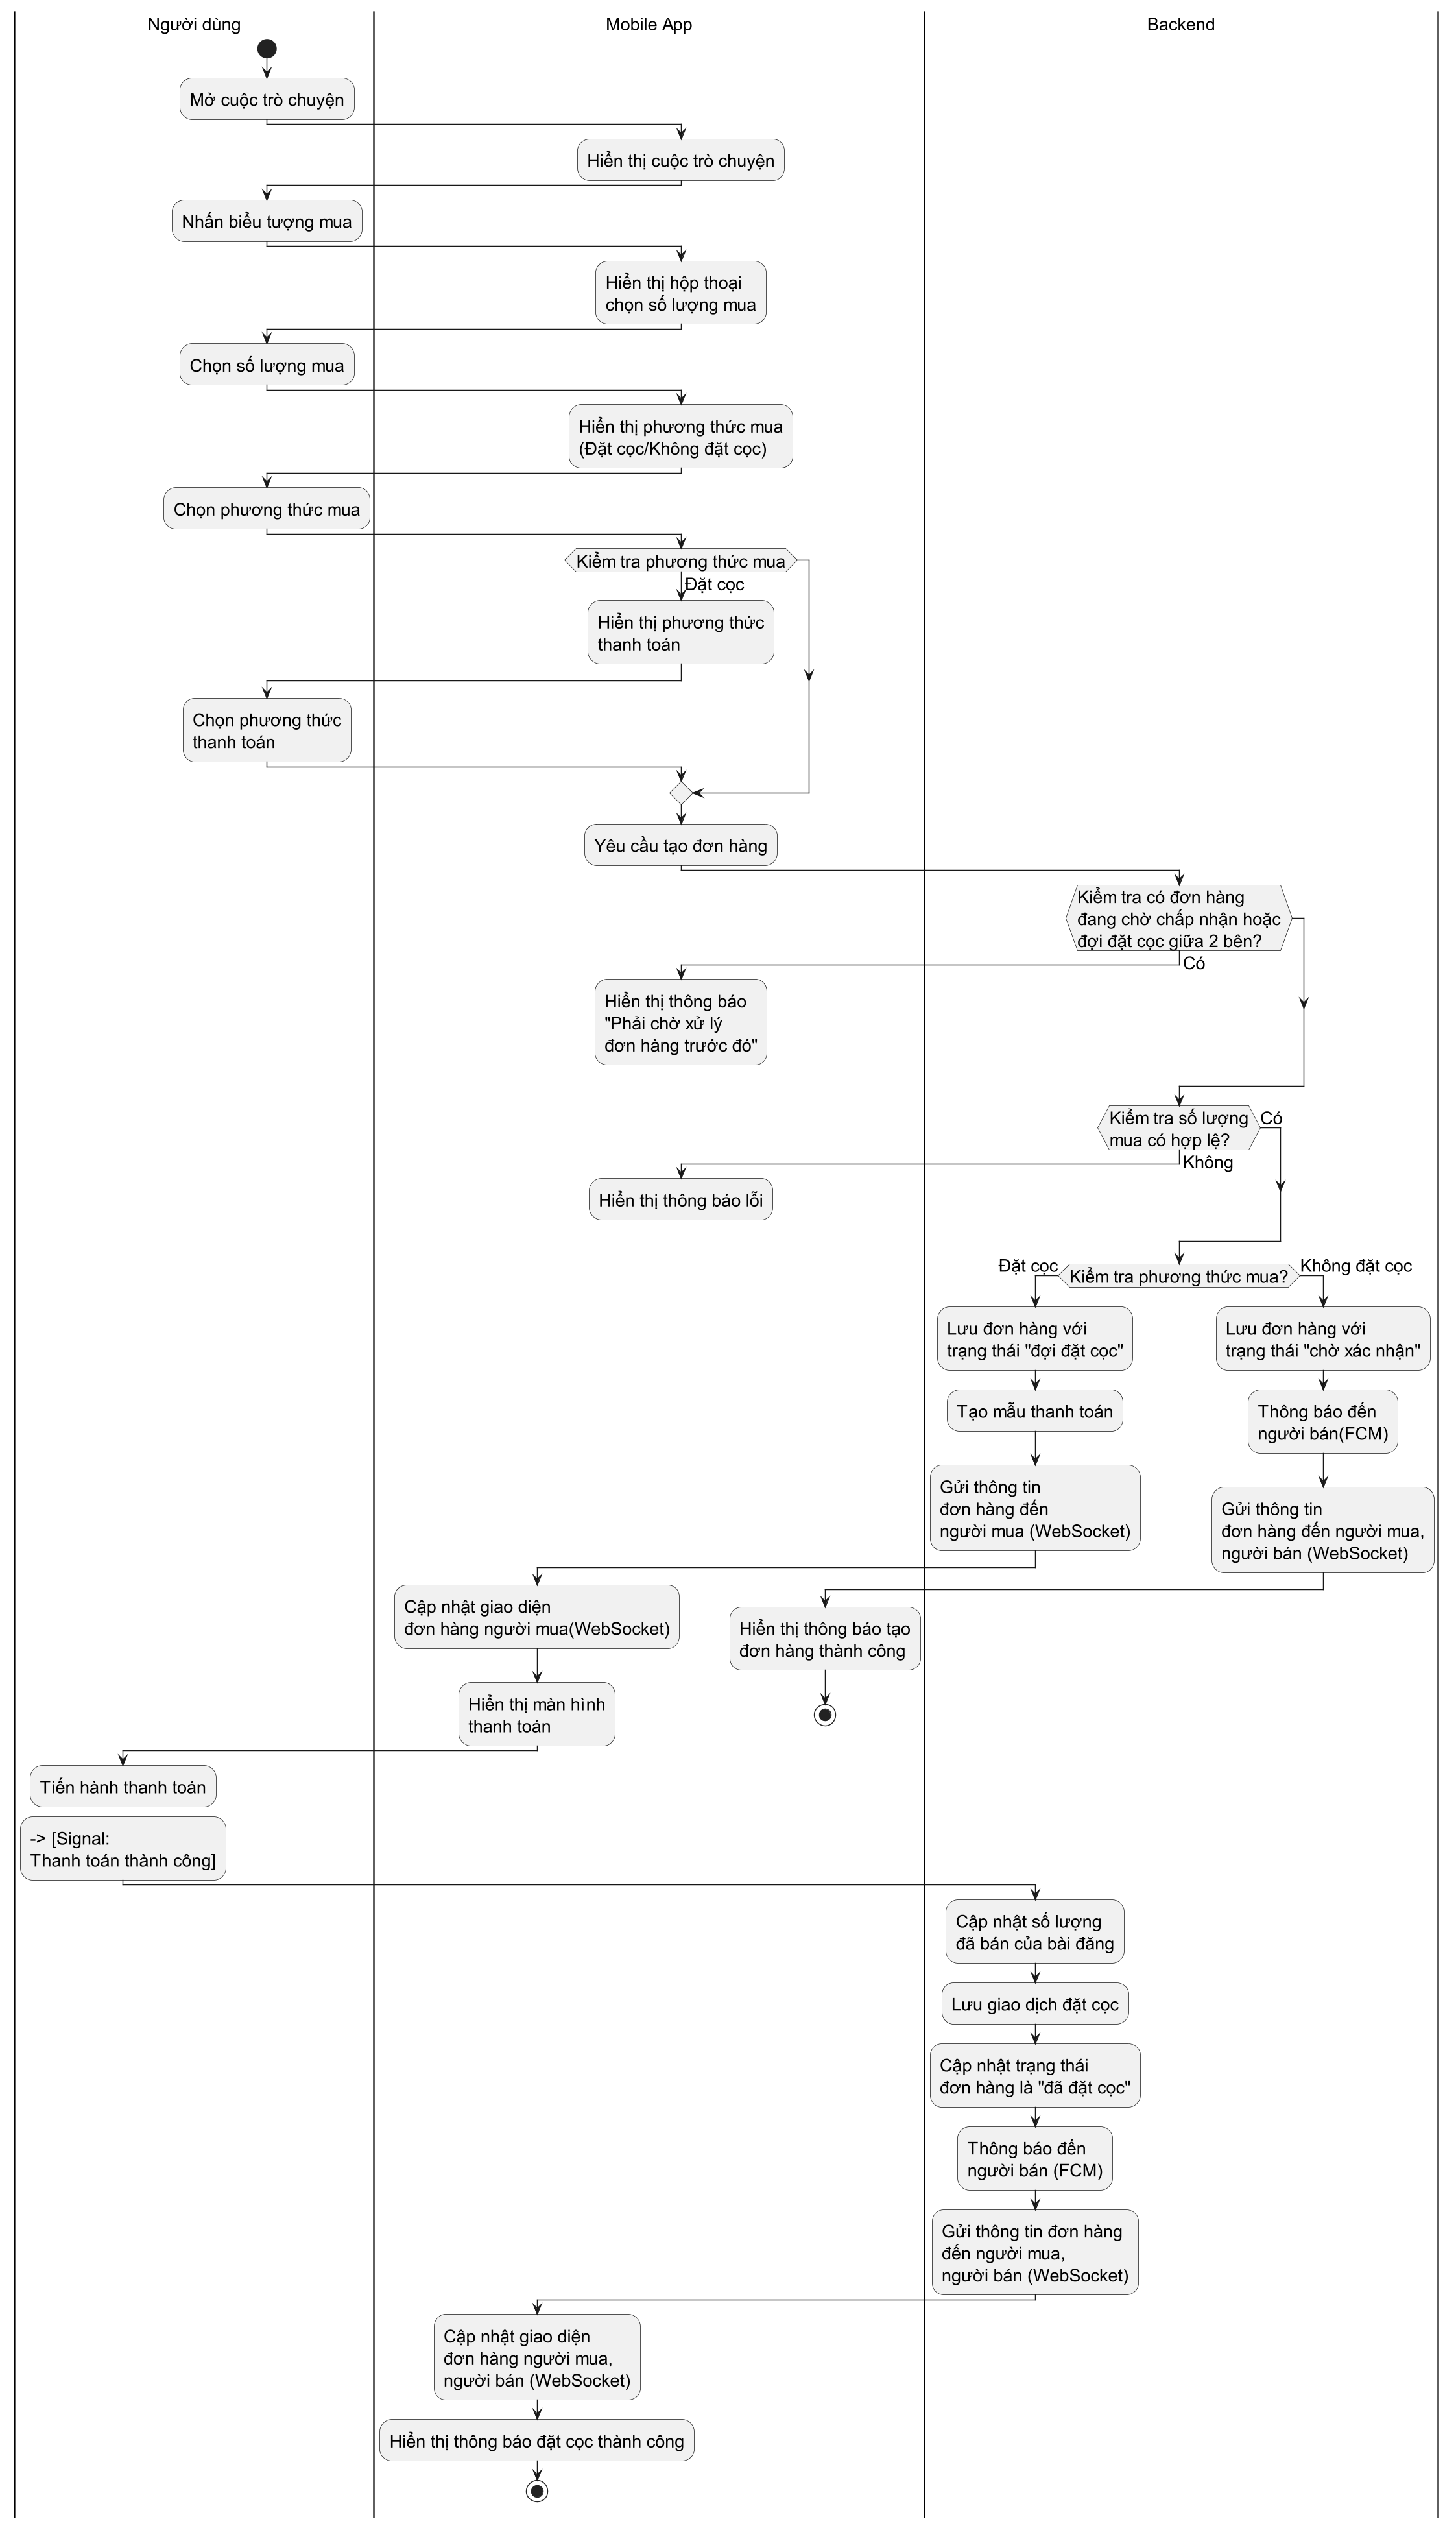 Người dùng
Mobile App
Backend
Mở cuộc trò chuyện
Hiển thị cuộc trò chuyện
Nhấn biểu tượng mua
Hiển thị hộp thoại
chọn số lượng mua
Chọn số lượng mua
Hiển thị phương thức mua
(Đặt cọc/Không đặt cọc)
Chọn phương thức mua
Kiểm tra phương thức mua
Đặt cọc
Hiển thị phương thức
thanh toán
Chọn phương thức
thanh toán
Yêu cầu tạo đơn hàng
Kiểm tra có đơn hàng
đang chờ chấp nhận hoặc
đợi đặt cọc giữa 2 bên?
Có
Hiển thị thông báo
"Phải chờ xử lý
đơn hàng trước đó"
Kiểm tra số lượng
mua có hợp lệ?
Có
Không
Hiển thị thông báo lỗi
Đặt cọc
Kiểm tra phương thức mua?
Không đặt cọc
Lưu đơn hàng với
trạng thái "đợi đặt cọc"
Lưu đơn hàng với
trạng thái "chờ xác nhận"
Tạo mẫu thanh toán
Thông báo đến
người bán(FCM)
Gửi thông tin
đơn hàng đến
người mua (WebSocket)
Gửi thông tin
đơn hàng đến người mua,
người bán (WebSocket)
Cập nhật giao diện
đơn hàng người mua(WebSocket)
Hiển thị thông báo tạo
đơn hàng thành công
Hiển thị màn hình
thanh toán
Tiến hành thanh toán
-> [Signal:
Thanh toán thành công]
Cập nhật số lượng
đã bán của bài đăng
Lưu giao dịch đặt cọc
Cập nhật trạng thái
đơn hàng là "đã đặt cọc"
Thông báo đến
người bán (FCM)
Gửi thông tin đơn hàng
đến người mua,
người bán (WebSocket)
Cập nhật giao diện
đơn hàng người mua,
người bán (WebSocket)
Hiển thị thông báo đặt cọc thành công